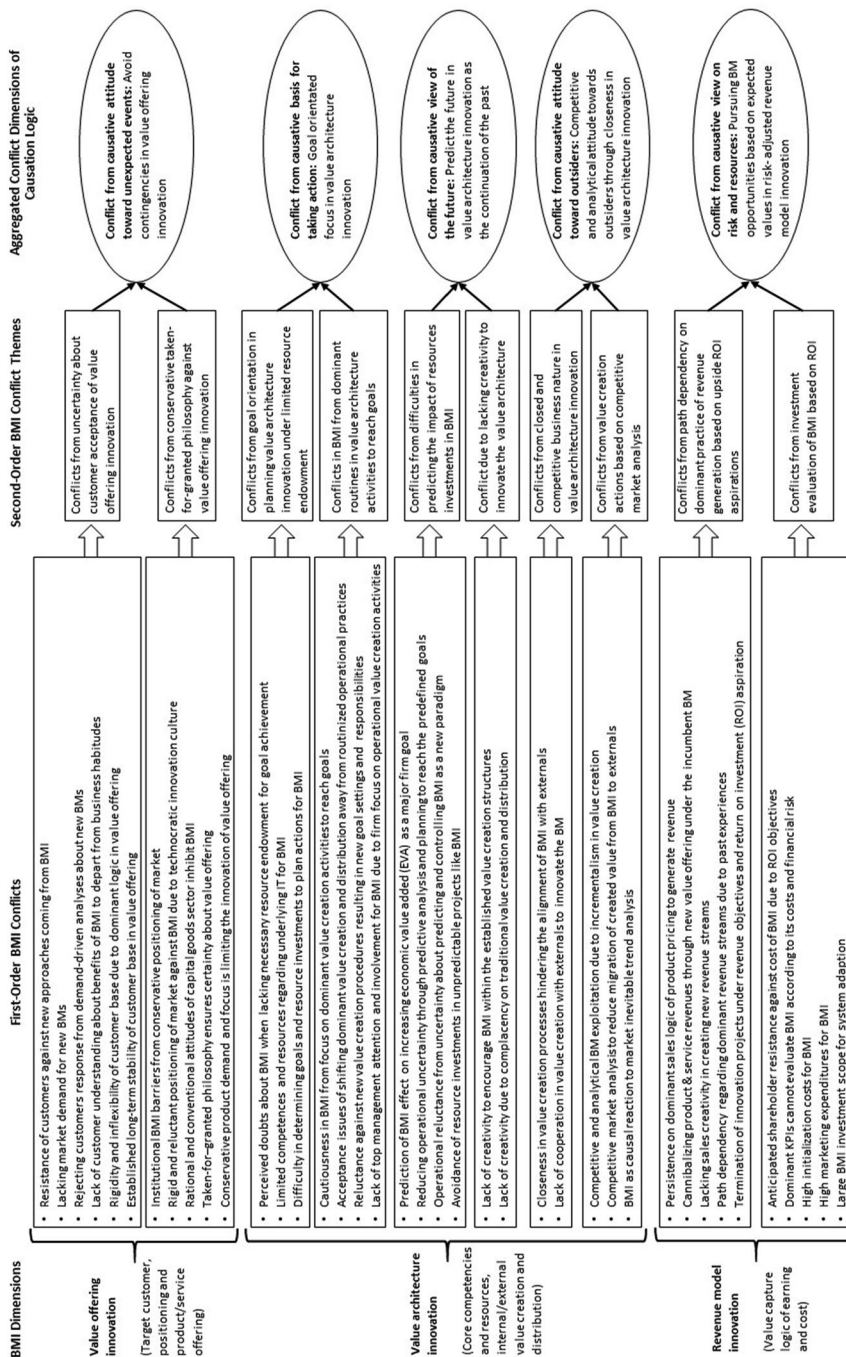 BMI Dimensions
First-Order BMI Conflicts
Second-Order BMI Conflict Themes
Aggregated Conflict Dimensions of
Causation Logic
Value offering
innovation
(Target customer,
positioning and
product/service
offering)
• Resistance of customers against new approaches coming from BMI
• Lacking market demand for new BMs
• Rejecting customers response from demand-driven analyses about new BMs
• Lack of customer understanding about benefits of BMI to depart from business habitudes
• Rigidity and inflexibility of customer base due to dominant logic in value offering
• Established long-term stability of customer base in value offering
Conflicts from uncertainty about
customer acceptance of value
offering innovation
• Institutional BMI barriers from conservative positioning of market
• Rigid and reluctant positioning of market against BMI due to technocratic innovation culture
• Rational and conventional attitudes of capital goods sector inhibit BMI
• Taken-for–granted philosophy ensures certainty about value offering
• Conservative product demand and focus is limiting the innovation of value offering
Conflicts from conservative taken-
for-granted philosophy against
value offering innovation
Conflict from causative attitude
toward unexpected events: Avoid
contingencies in value offering
innovation
Value architecture
innovation
(Core competencies
and resources,
internal/external
value creation and
distribution)
• Perceived doubts about BMI when lacking necessary resource endowment for goal achievement
• Limited competences and resources regarding underlying IT for BMI
• Difficulty in determining goals and resource investments to plan actions for BMI
Conflicts from goal orientation in
planning value architecture
innovation under limited resource
endowment
• Cautiousness in BMI from focus on dominant value creation activities to reach goals
• Acceptance issues of shifting dominant value creation and distribution away from routinized operational practices
• Reluctance against new value creation procedures resulting in new goal settings and responsibilities
• Lack of top management attention and involvement for BMI due to firm focus on operational value creation activities
Conflicts in BMI from dominant
routines in value architecture
activities to reach goals
Conflict from causative basis for
taking action: Goal orientated
focus in value architecture
innovation
• Prediction of BMI effect on increasing economic value added (EVA) as a major firm goal
• Reducing operational uncertainty through predictive analysis and planning to reach the predefined goals
• Operational reluctance from uncertainty about predicting and controlling BMI as a new paradigm
• Avoidance of resource investments in unpredictable projects like BMI
Conflicts from difficulties in
predicting the impact of resources
investments in BMI
• Lack of creativity to encourage BMI within the established value creation structures
• Lack of creativity due to complacency on traditional value creation and distribution
Conflict due to lacking creativity to
innovate the value architecture
Conflict from causative view of
the future: Predict the future in
value architecture innovation as
the continuation of the past
• Closeness in value creation processes hindering the alignment of BMI with externals
• Lack of cooperation in value creation with externals to innovate the BM
Conflicts from closed and
competitive business nature in
value architecture innovation
• Competitive and analytical BM exploitation due to incrementalism in value creation
• Competitive market analysis to reduce migration of created value from BMI to externals
• BMI as causal reaction to market inevitable trend analysis
Conflicts from value creation
actions based on competitive
market analysis
Conflict from causative attitude
toward outsiders: Competitive
and analytical attitude towards
outsiders through closeness in
value architecture innovation
Revenue model
innovation
(Value capture
logic of earning
and cost)
• Persistence on dominant sales logic of product pricing to generate revenue
• Cannibalizing product & service revenues through new value offering under the incumbent BM
• Lacking sales creativity in creating new revenue streams
• Path dependency regarding dominant revenue streams due to past experiences
• Termination of innovation projects under revenue objectives and return on investment (ROI) aspiration
Conflicts from path dependency on
dominant practice of revenue
generation based on upside ROI
aspirations
• Anticipated shareholder resistance against cost of BMI due to ROI objectives
• Dominant KPIs cannot evaluate BMI according to its costs and financial risk
• High initialization costs for BMI
• High marketing expenditures for BMI
• Large BMI investment scope for system adaption
Conflicts from investment
evaluation of BMI based on ROI
Conflict from causative view on
risk and resources: Pursuing BM
opportunities based on expected
values in risk- adjusted revenue
model innovation